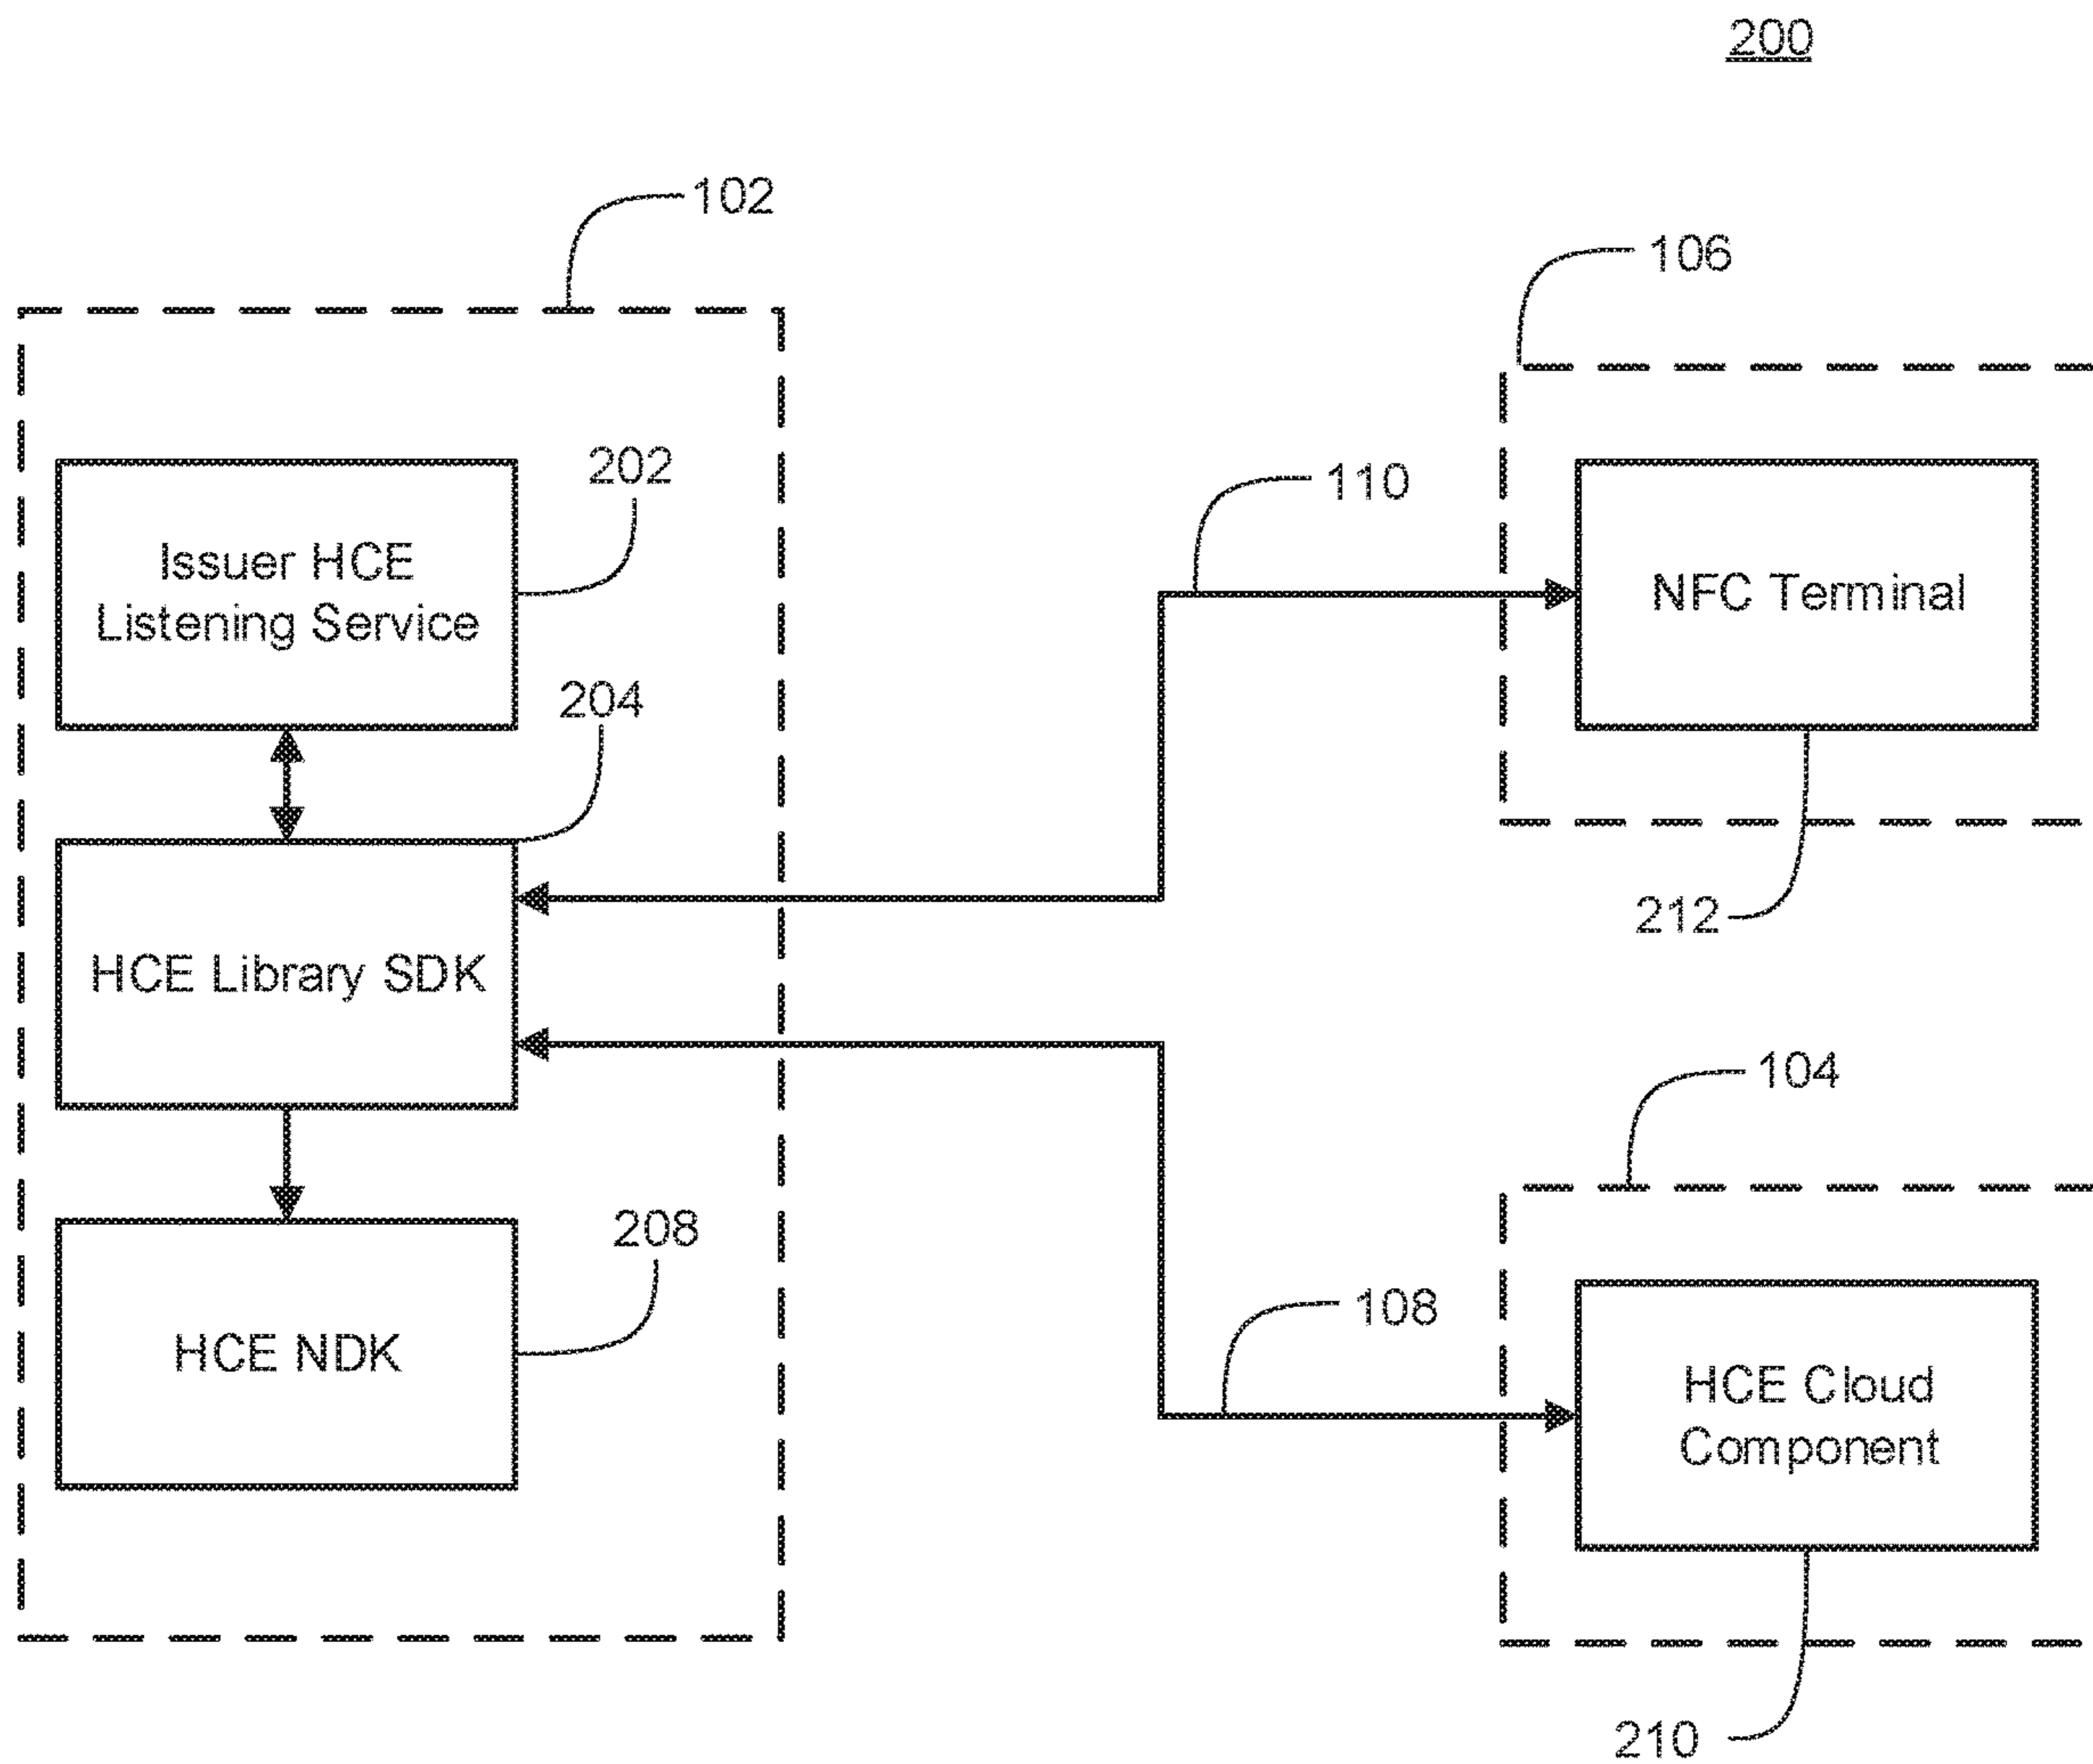 200
102
106
202
Issuer HCE
Listening Service
110
NFC Terminal
204
212
HCE Library SDK
104
208
HCE NDK
108
HCE Cloud
Component
210